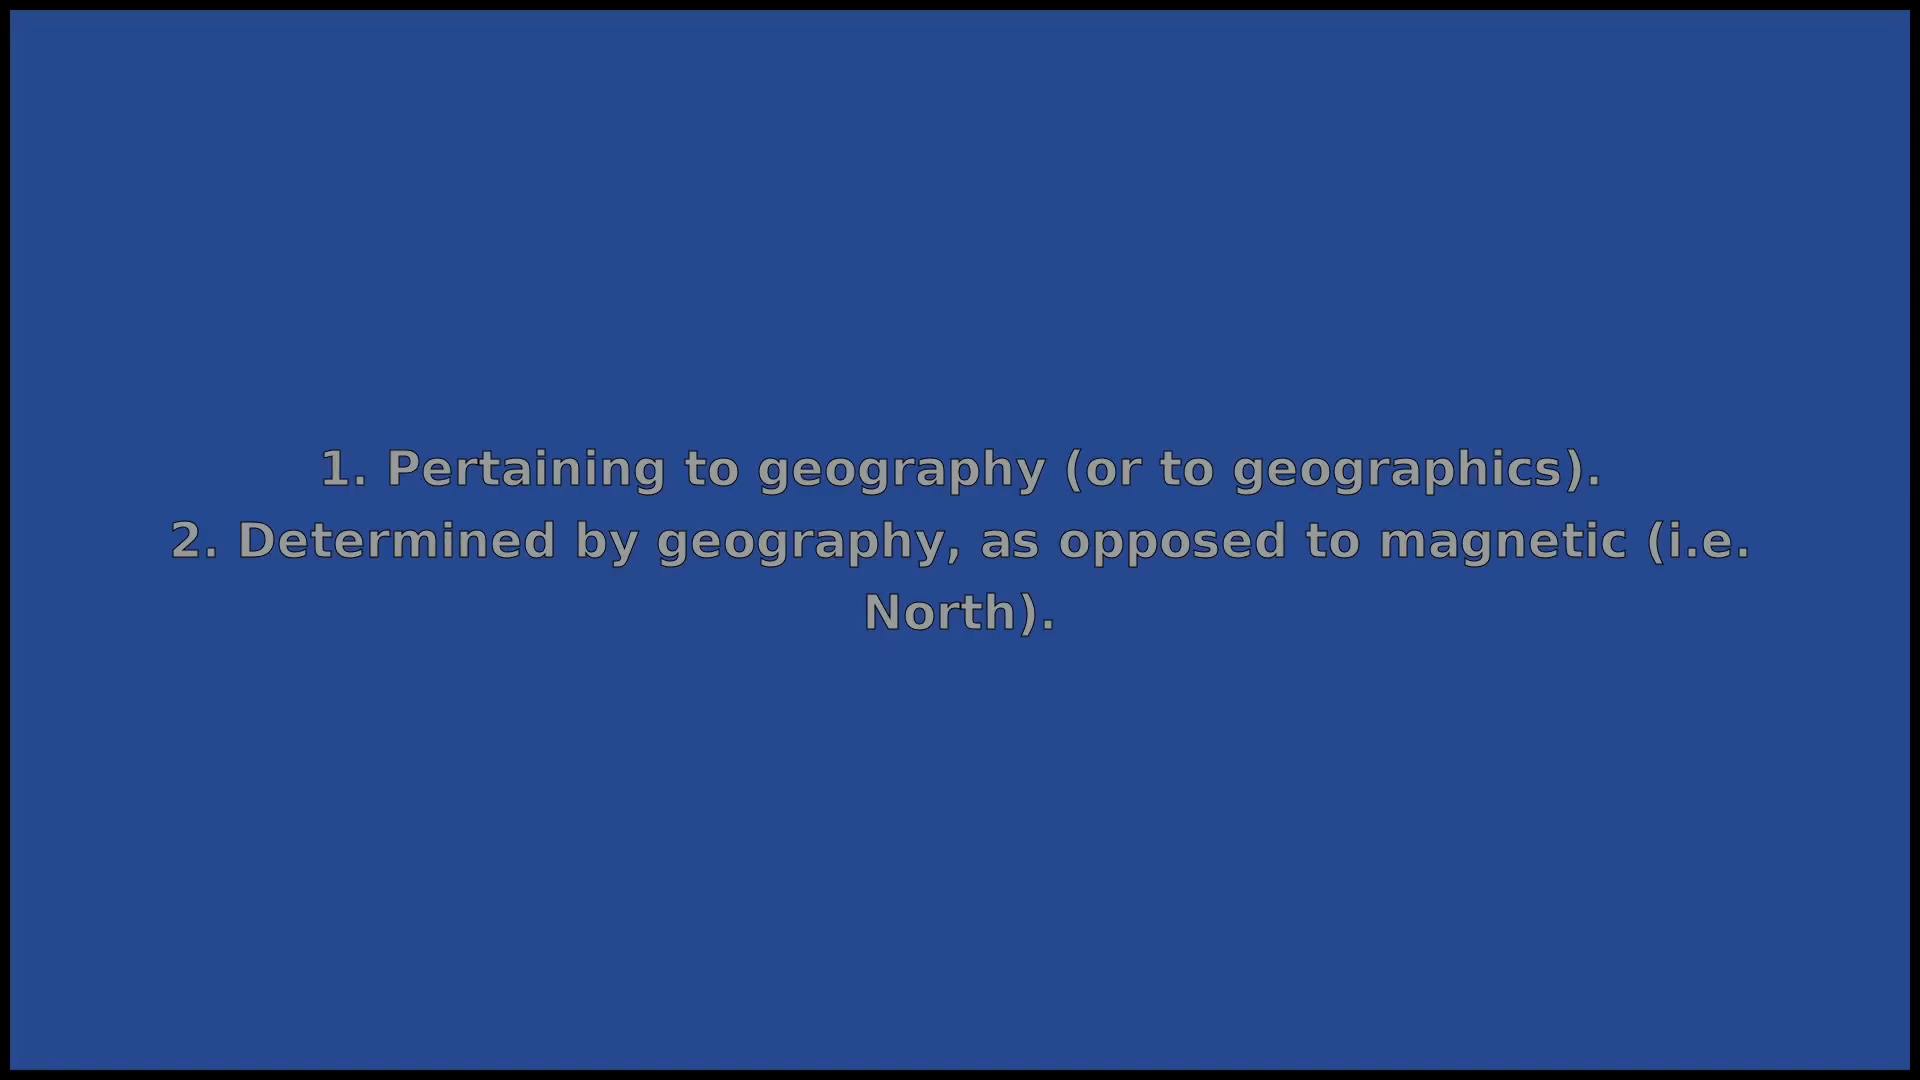 1. Pertaining to geography (or to geographics).
2. Determined by geography, as opposed to magnetic (i.e.
North).